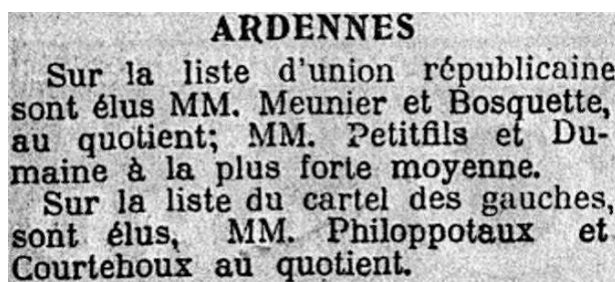 ARDENNES
Sur la liste d'union républicaine
sont élus MM. Meunier et Bosquette,
au quotient; MM. Petitfils et Du-
maine à la plus forte moyenne.
Sur la liste du cartel des gauches,
sont élus, MM. Philoppotaux et
Courtehoux au quotient.